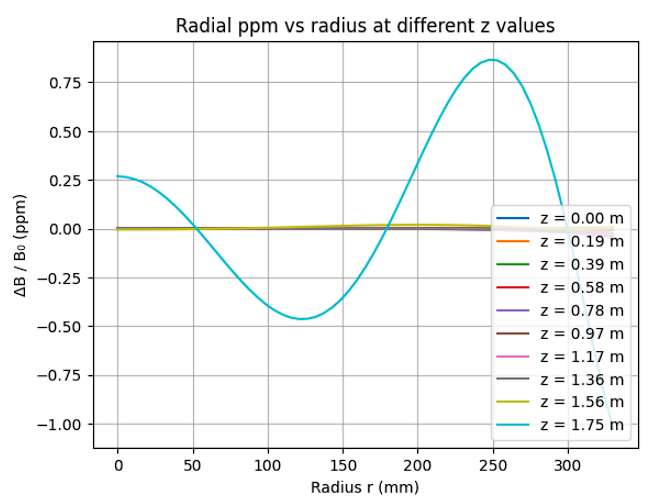 Radial ppm vs radius at different z values
ΔB / B₀ (ppm)
0.75
0.50
0.25
0.00
−0.25
−0.50
−0.75
−1.00
z = 0.00 m
z = 0.19 m
z = 0.39 m
z = 0.58 m
z = 0.78 m
z = 0.97 m
z = 1.17 m
z = 1.36 m
z = 1.56 m
z = 1.75 m
0 50 100 150 200 250 300
Radius r (mm)